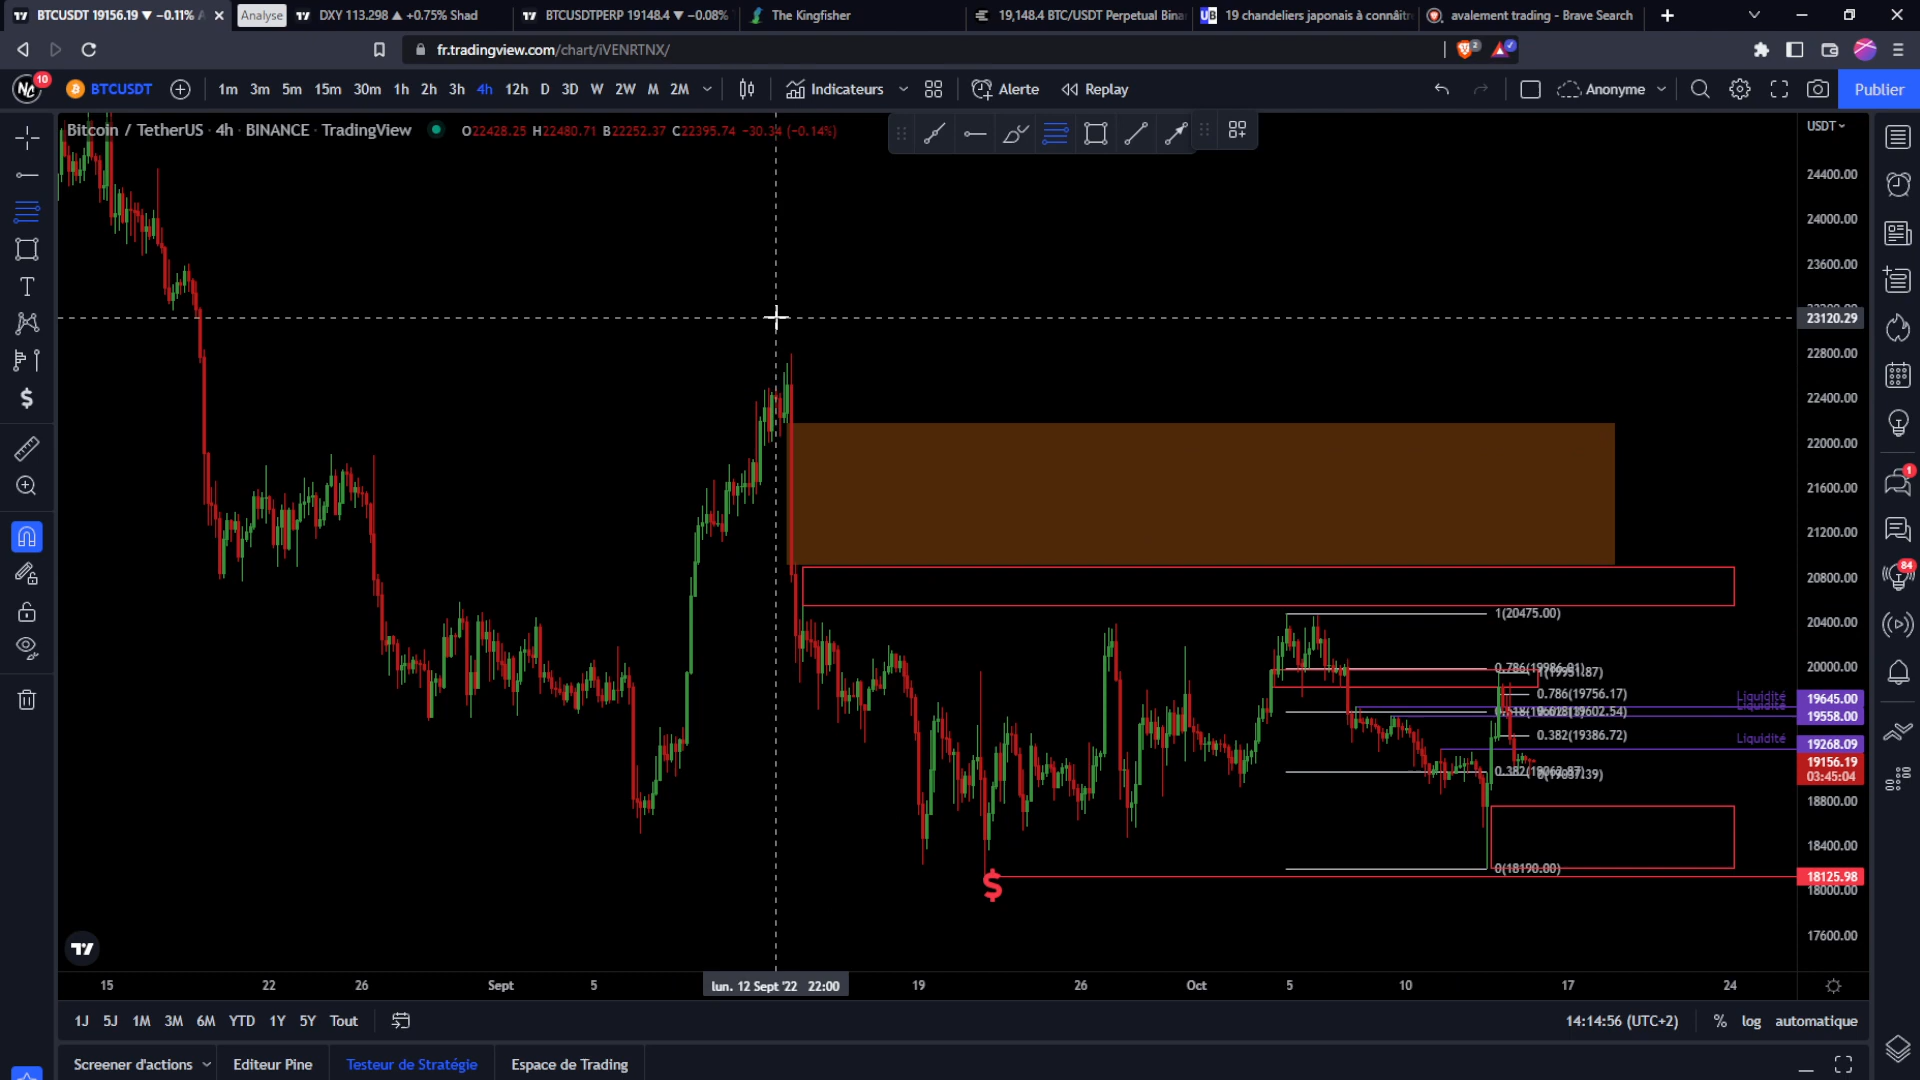 BTCUSDT 19156.19 ▼ −0.11% A
Analyse
DXY 113.298 ▲ +0.75% Shad
BTCUSDTPERP 19148.4 ▼ −0.08%
The Kingfisher
19,148.4 BTC/USDT Perpetual Bina
UB 19 chandeliers japonais à connaîtr
avalement trading - Brave Search
fr.tradingview.com/chart/iVENRTNX/
2
10
BTCUSDT
1m 3m 5m 15m 30m 1h 2h 3h 4h 12h D 3D W 2W M 2M
Indicateurs
Alerte
Replay
Anonyme
Publier
Bitcoin / TetherUS · 4h · BINANCE · TradingView
O22428.25 H22480.71 B22252.37 C22395.74 −30.34 (−0.14%)
USDT
24400.00
24000.00
23600.00
23120.29
22800.00
22400.00
22000.00
21600.00
21200.00
20800.00
20400.00
20000.00
1(20475.00)
0.786(19756.17)
0.382(19386.72)
0(18190.00)
Liquidité
Liquidité
19645.00
19558.00
19268.09
19156.19
03:45:04
18800.00
18400.00
18125.98
18000.00
17600.00
1
84
15 22 26 Sept 5 lun. 12 Sept '22 22:00 19 26 Oct 5 10 17 24
1J 5J 1M 3M 6M YTD 1Y 5Y Tout
14:14:56 (UTC+2)
% log automatique
Screener d'actions
Editeur Pine
Testeur de Stratégie
Espace de Trading